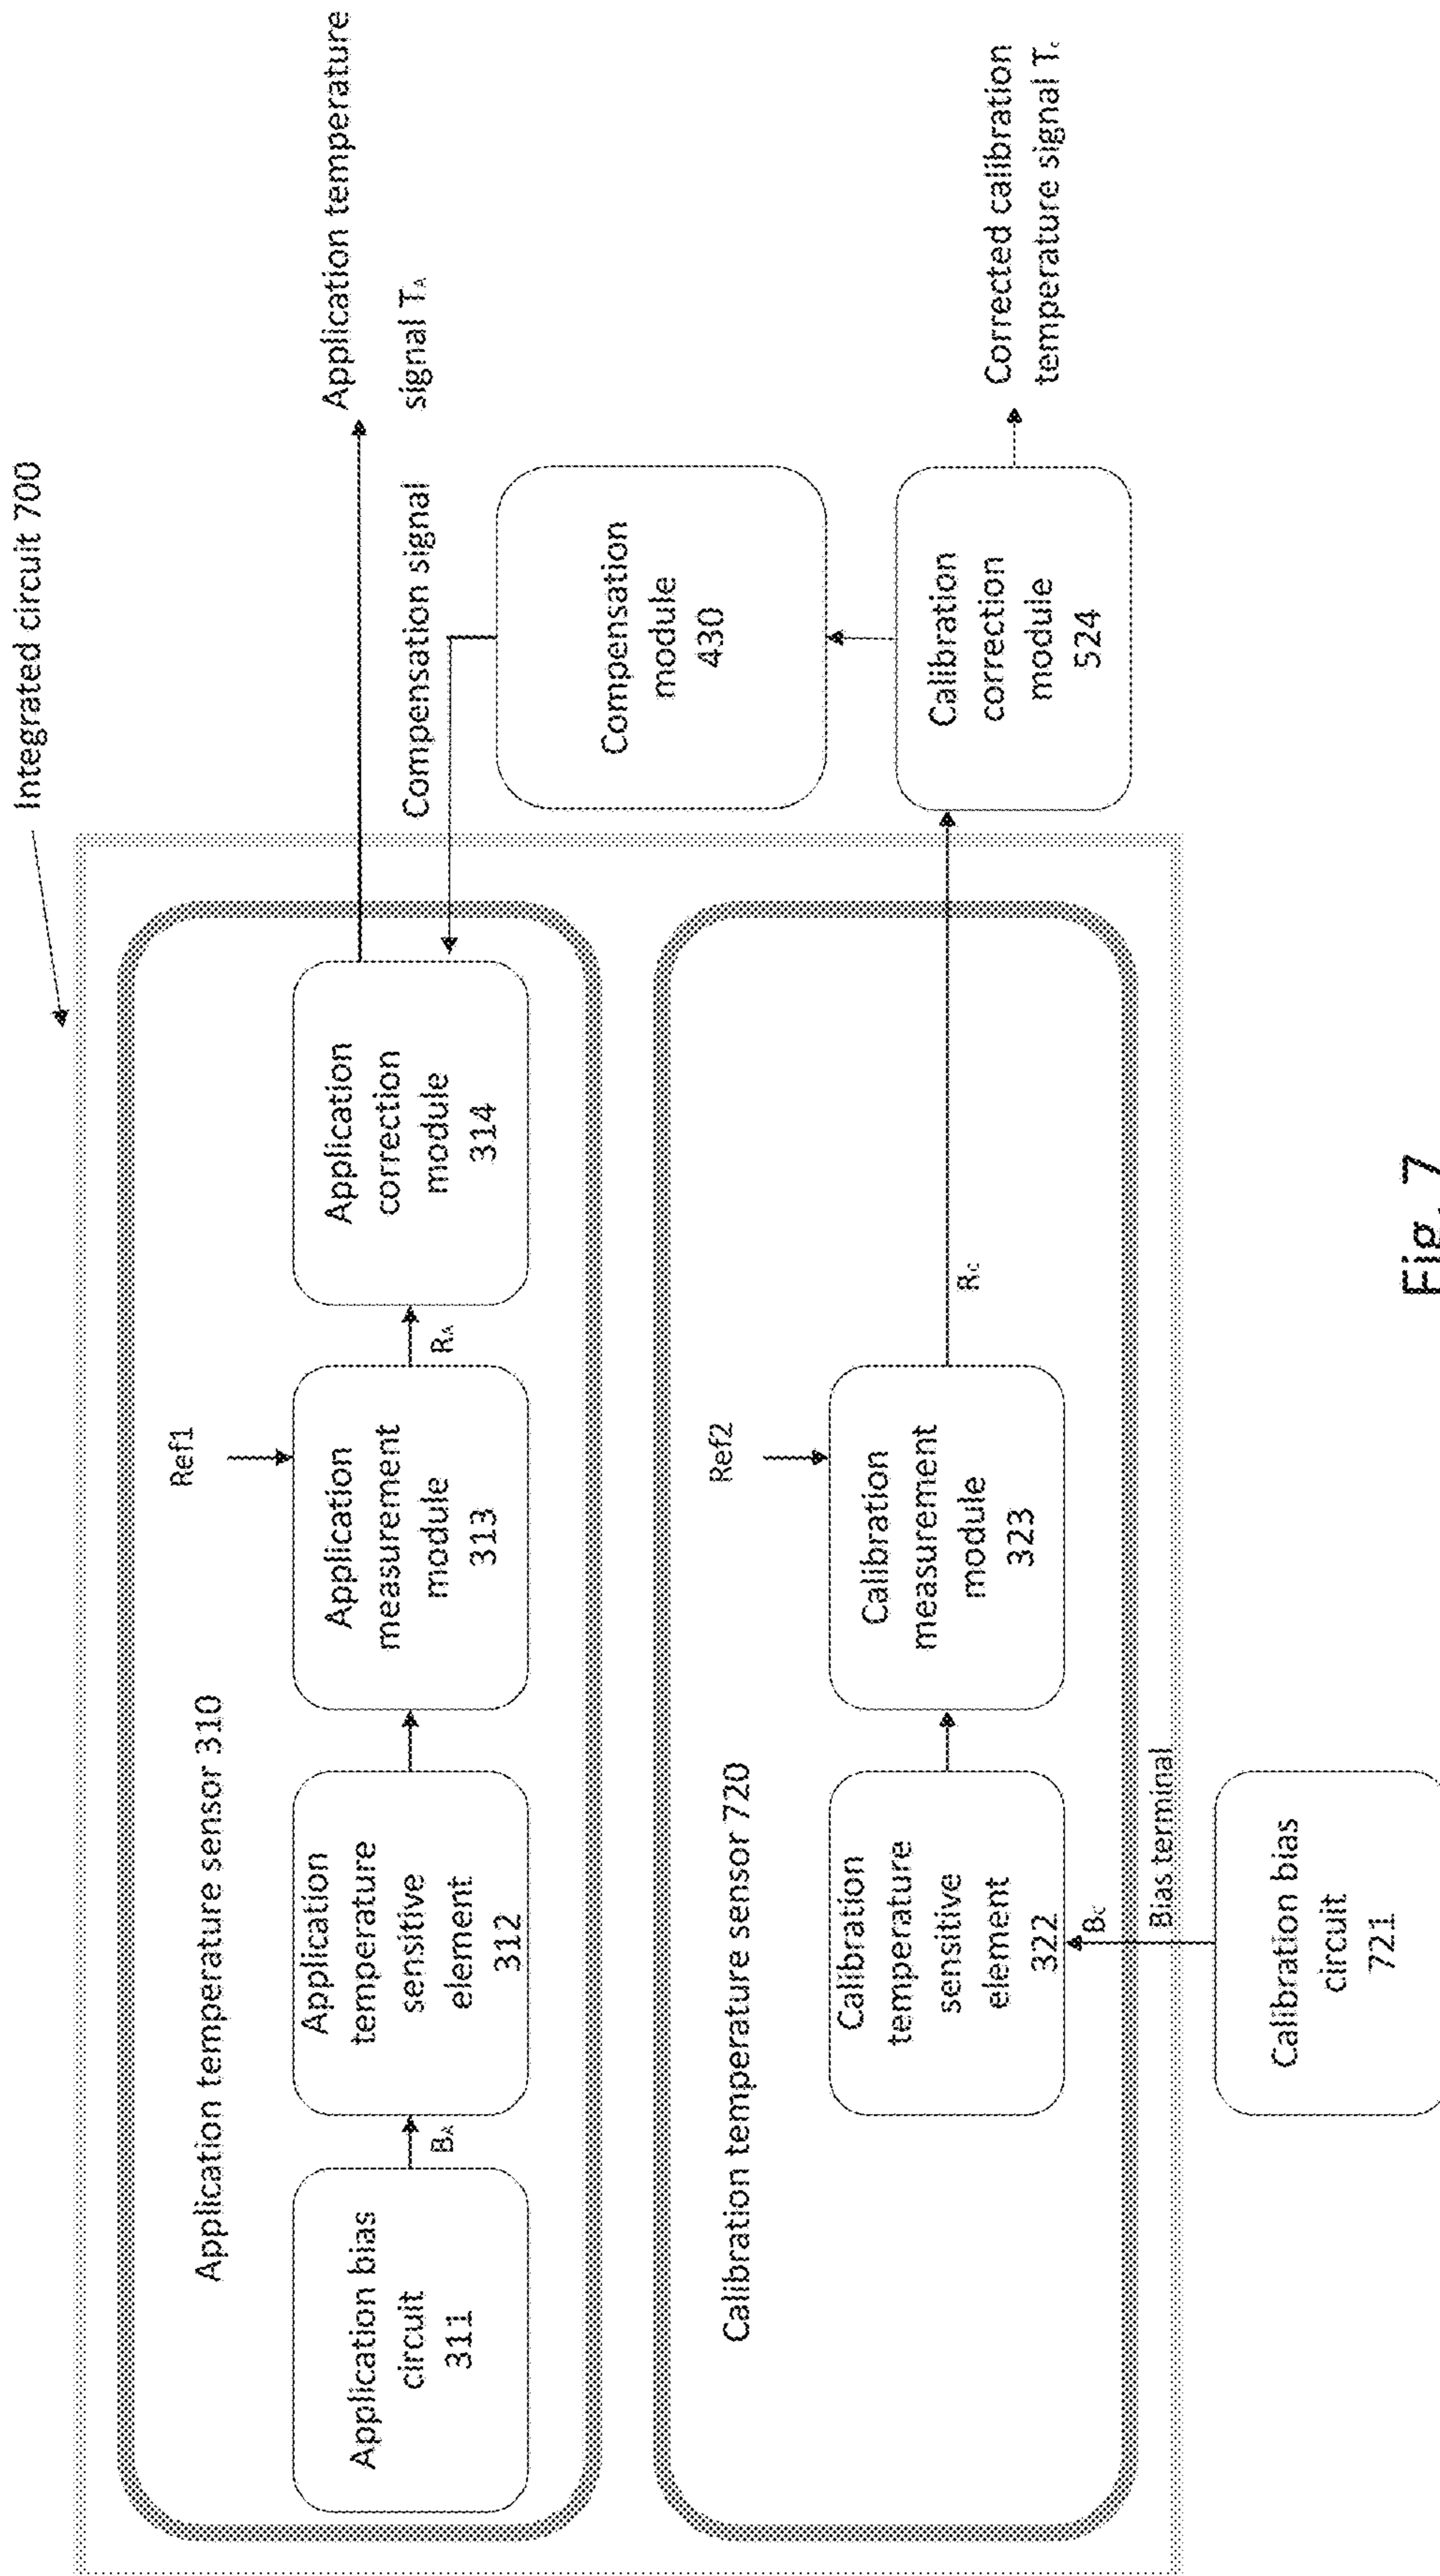 Integrated circuit 700
Application temperature sensor 310
Application bias
circuit
311
BA
Application
temperature
sensitive
element
312
Ref1
Application
measurement
module
313
RA
Application
correction
module
314
Application temperature
signal TA
Compensation signal
Compensation
module
430
Calibration temperature sensor 720
Calibration
temperature
sensitive
element
322
Ref2
Calibration
measurement
module
323
RC
Calibration
correction
module
524
Corrected calibration
temperature signal Tc
BC
Bias terminal
Calibration bias
circuit
721
Fig. 7